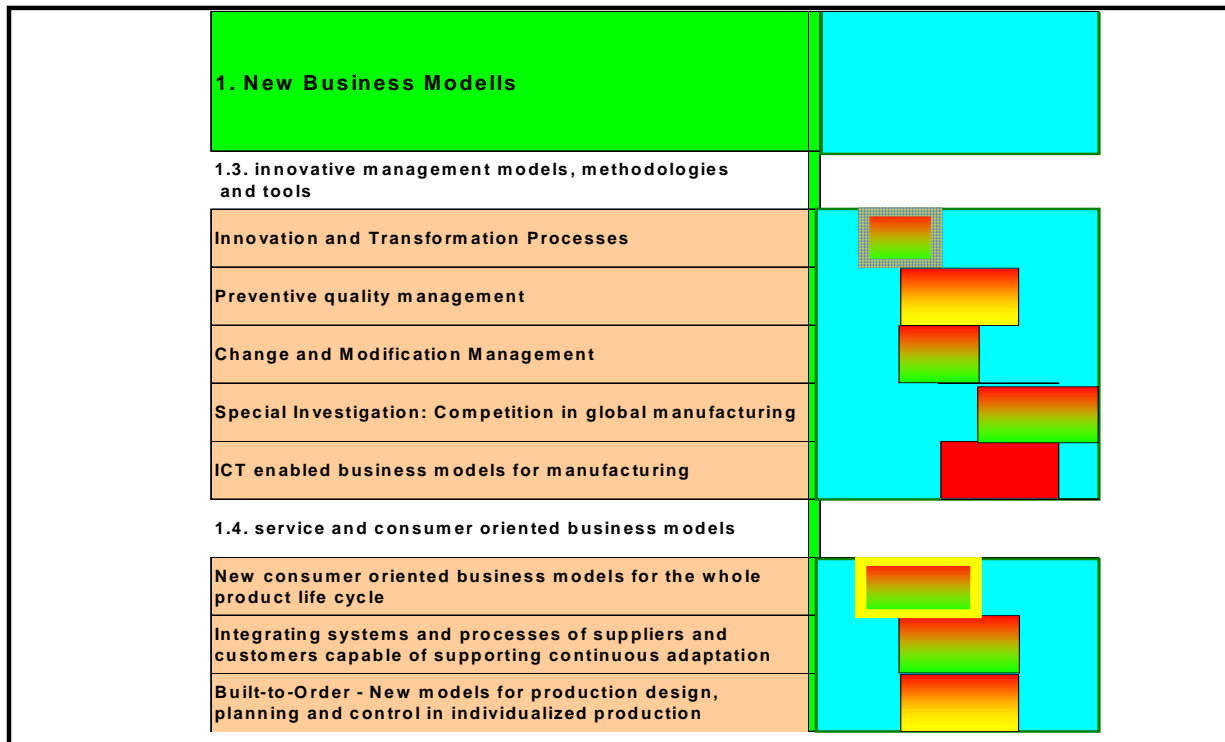 1. New Business Modells
1.3. innovative management models, methodologies
and tools
Innovation and Transformation Processes
Preventive quality management
Change and Modification Management
Special Investigation: Competition in global manufacturing
ICT enabled business models for manufacturing
1.4. service and consumer oriented business models
New consumer oriented business models for the whole
product life cycle
Integrating systems and processes of suppliers and
customers capable of supporting continuous adaptation
Built-to-Order - New models for production design,
planning and control in individualized production